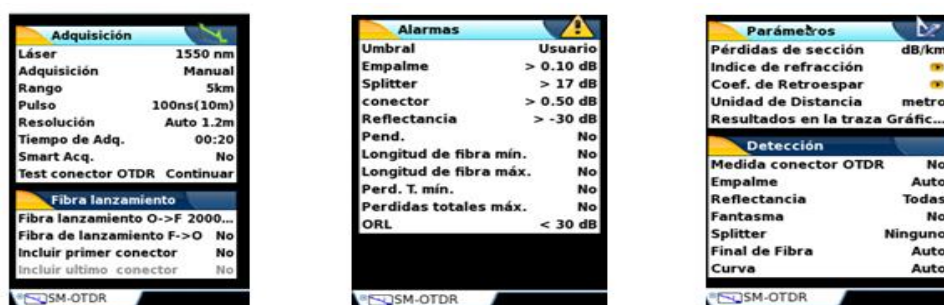 Adquisición
Láser 1550 nm
Adquisición Manual
Rango 5km
Pulso 100ns(10m)
Resolución Auto 1.2m
Tiempo de Adq. 00:20
Smart Acq. No
Test conector OTDR Continuar
Fibra lanzamiento
Fibra lanzamiento O->F 2000...
Fibra de lanzamiento F->O No
Incluir primer conector No
Incluir ultimo conector No
SM-OTDR
Alarmas
Umbral Usuario
Empalme > 0.10 dB
Splitter > 17 dB
conector > 0.50 dB
Reflectancia > -30 dB
Pend. No
Longitud de fibra mín. No
Longitud de fibra máx. No
Perd. T. mín. No
Perdidas totales máx. No
ORL < 30 dB
SM-OTDR
Parámetros
Pérdidas de sección dB/km
Indice de refracción
Coef. de Retroespar
Unidad de Distancia metro
Resultados en la traza Gráfic...
Detección
Medida conector OTDR No
Empalme Auto
Reflectancia Todas
Fantasma No
Splitter Ninguno
Final de Fibra Auto
Curva Auto
SM-OTDR